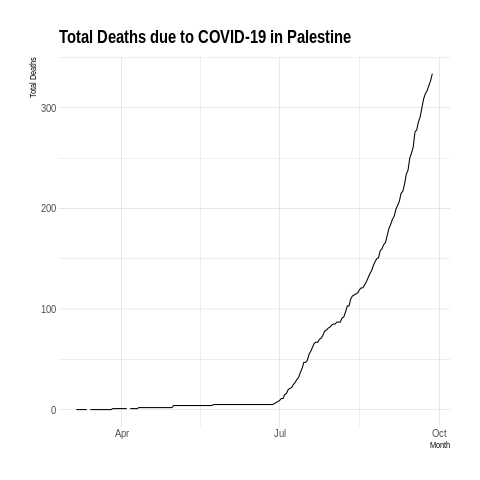 Total Deaths due to COVID-19 in Palestine
Total Deaths
300
200
100
0
Apr
Jul
Oct
Month